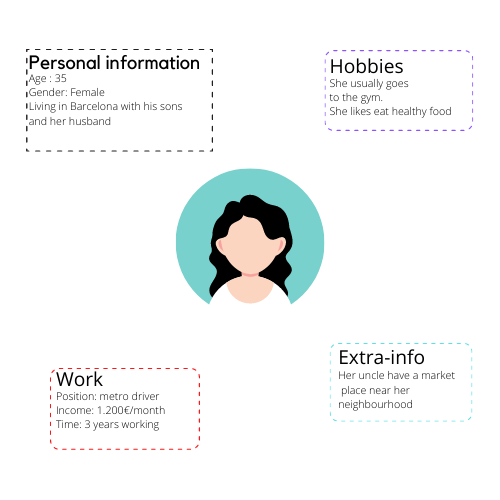 Personal information
Age : 35
Gender: Female
Living in Barcelona with his sons
and her husband
Hobbies
She usually goes
to the gym.
She likes eat healthy food
Work
Position: metro driver
Income: 1.200€/month
Time: 3 years working
Extra-info
Her uncle have a market
place near her
neighbourhood